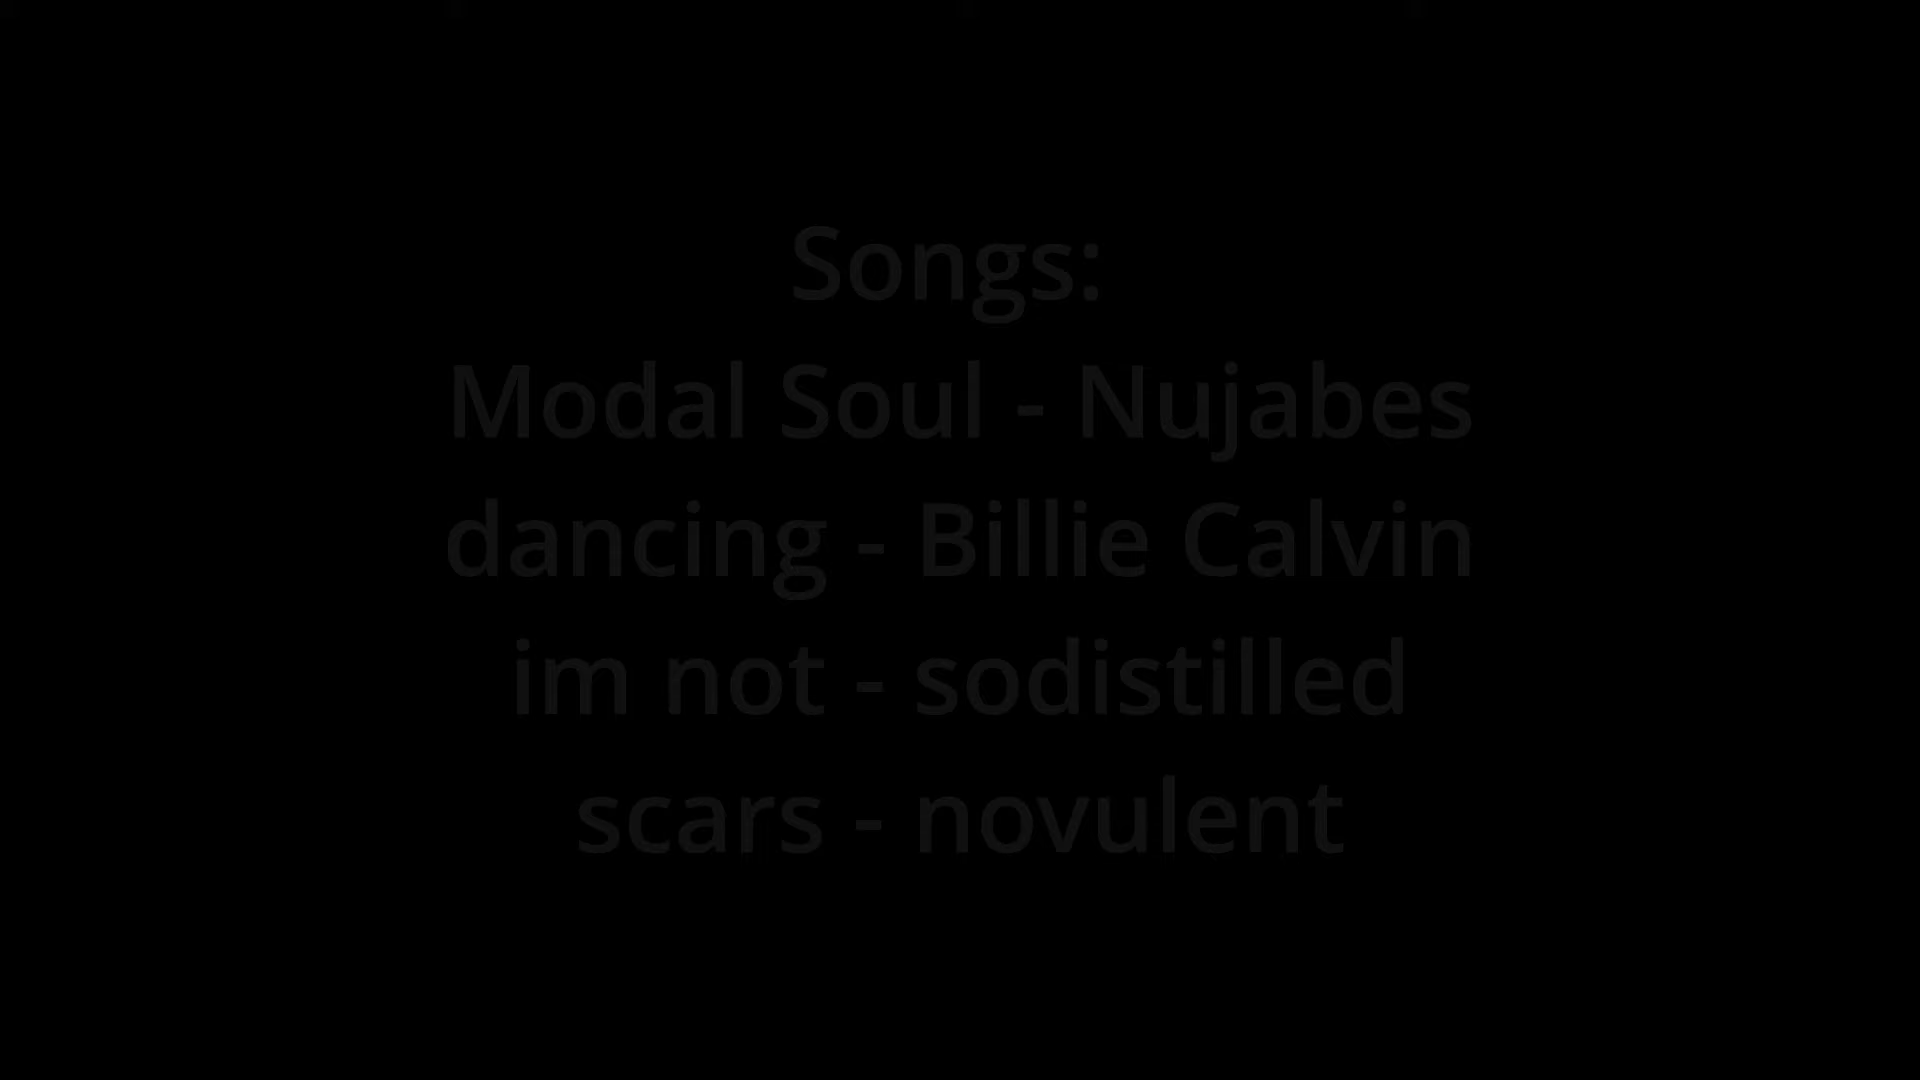 Songs:
Modal Soul - Nujabes
dancing - Billie Calvin
im not - sodistilled
scars - novulent